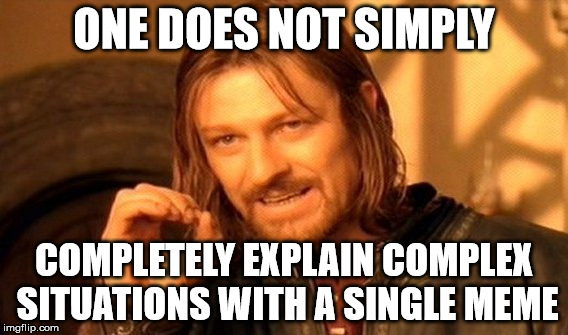 ONE DOES NOT SIMPLY
COMPLETELY EXPLAIN COMPLEX
SITUATIONS WITH A SINGLE MEME
imgflip.com